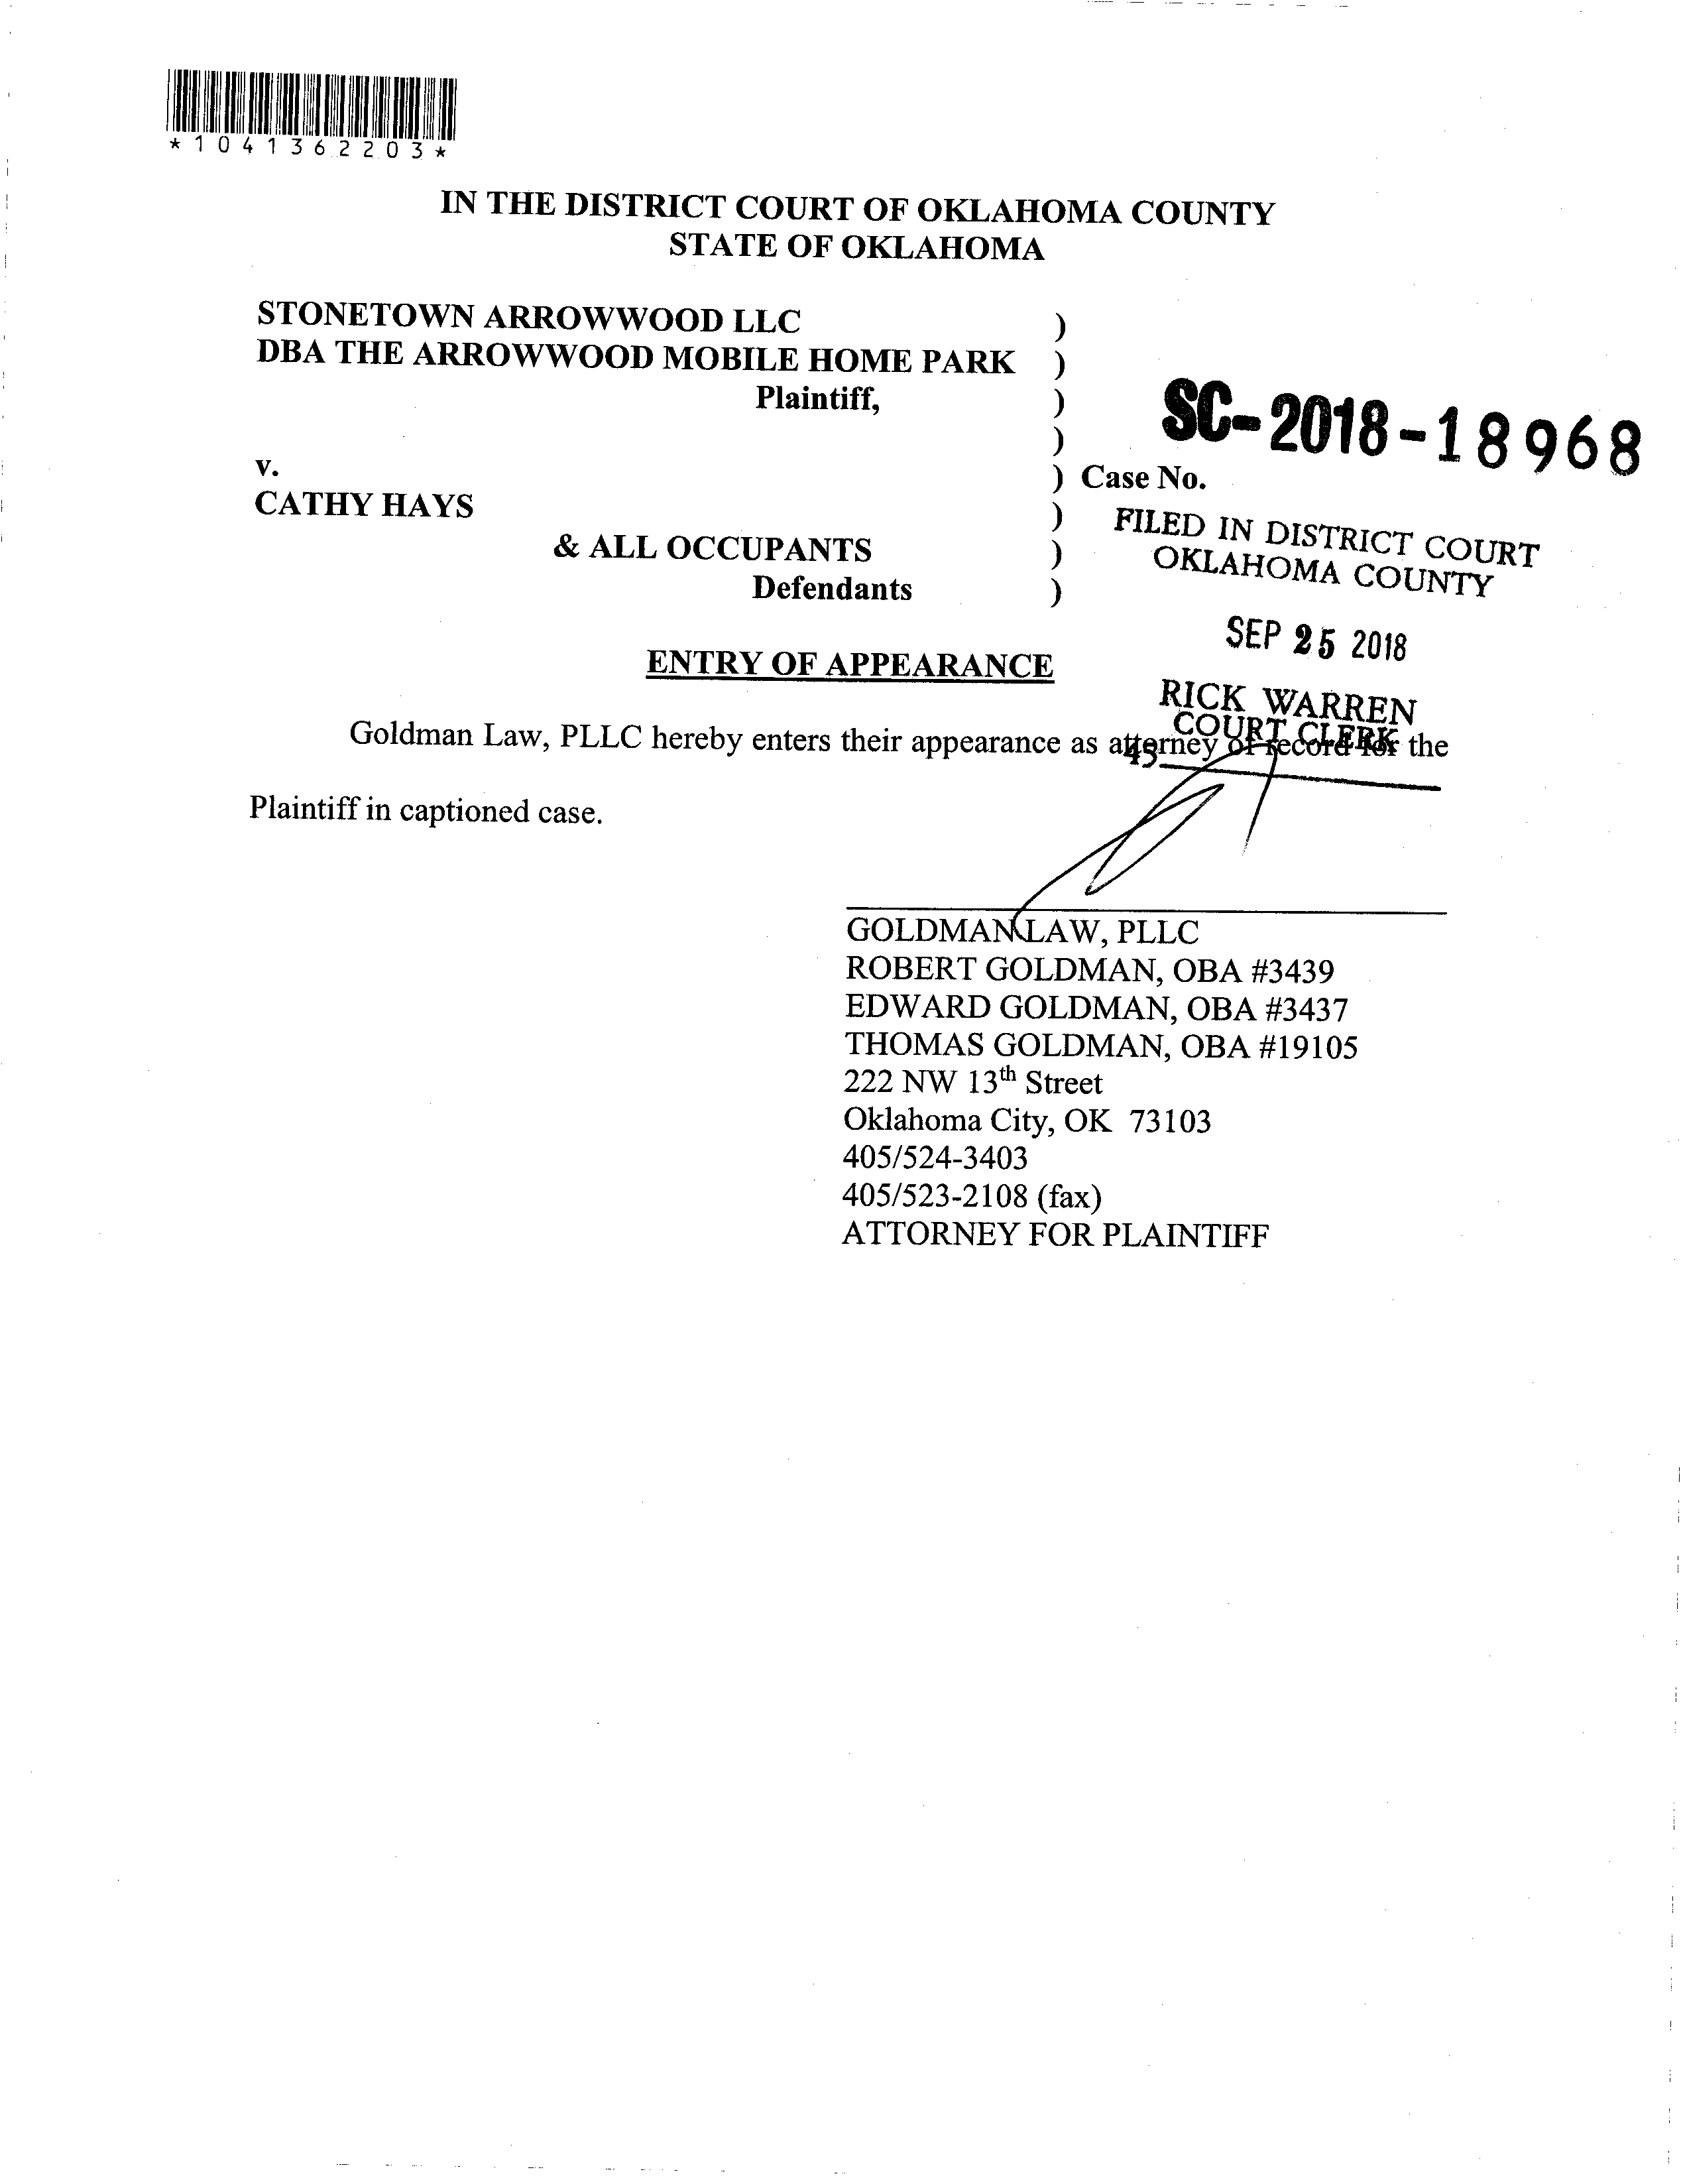 *1041362203*
IN THE DISTRICT COURT OF OKLAHOMA COUNTY
STATE OF OKLAHOMA
STONETOWN ARROWWOOD LLC )
DBA THE ARROWWOOD MOBILE HOME PARK )
Plaintiff, )
)
SC-2018-18968
v. ) Case No.
CATHY HAYS )
& ALL OCCUPANTS )
Defendants )
FILED IN DISTRICT COURT
OKLAHOMA COUNTY
SEP 25 2018
RICK WARREN
COURT CLERK
45
ENTRY OF APPEARANCE
Goldman Law, PLLC hereby enters their appearance as attorney of record for the
Plaintiff in captioned case.
GOLDMAN LAW, PLLC
ROBERT GOLDMAN, OBA #3439
EDWARD GOLDMAN, OBA #3437
THOMAS GOLDMAN, OBA #19105
222 NW 13th Street
Oklahoma City, OK 73103
405/524-3403
405/523-2108 (fax)
ATTORNEY FOR PLAINTIFF